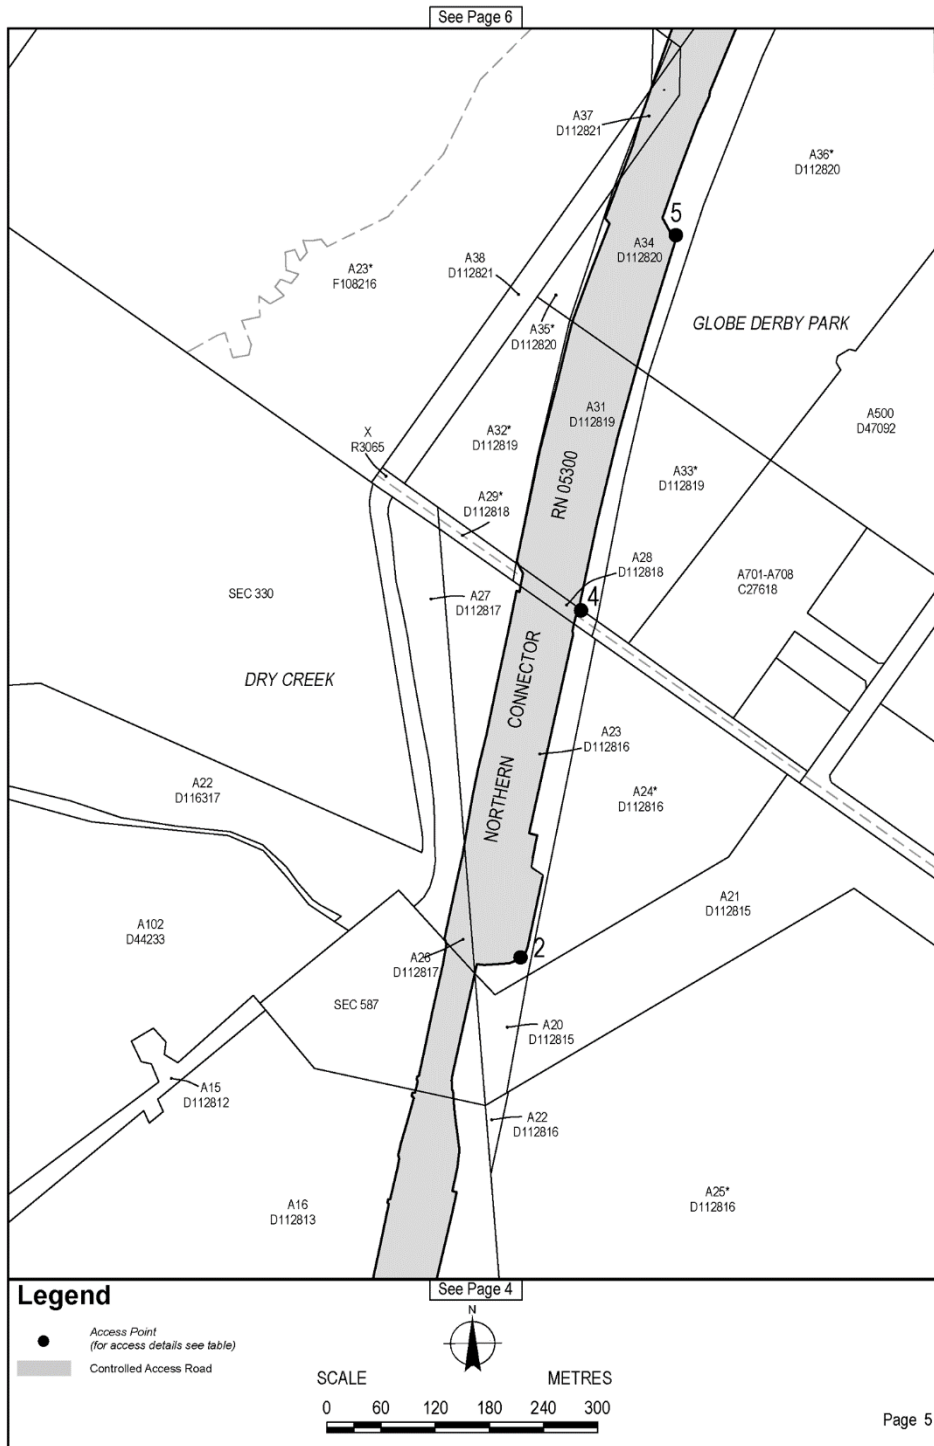 See Page 6
A37
D112821
A36*
D112820
5
A34
D112820
A38
D112821
A23*
F108216
A35*
D112820
GLOBE DERBY PARK
A31
D112819
A500
D47092
A32*
D112819
X
R3065
RN 05300
A33*
D112819
A29*
D112818
A28
D112818
A701-A708
C27618
SEC 330
A27
D112817
4
DRY CREEK
NORTHERN CONNECTOR
A23
D112816
A22
D116317
A24*
D112816
A21
D112815
A102
D44233
2
A26
D112817
SEC 587
A20
D112815
A15
D112812
A22
D112816
A25*
D112816
A16
D112813
See Page 4
Legend
Access Point
(for access details see table)
Controlled Access Road
N
SCALE METRES
0 60 120 180 240 300
Page 5